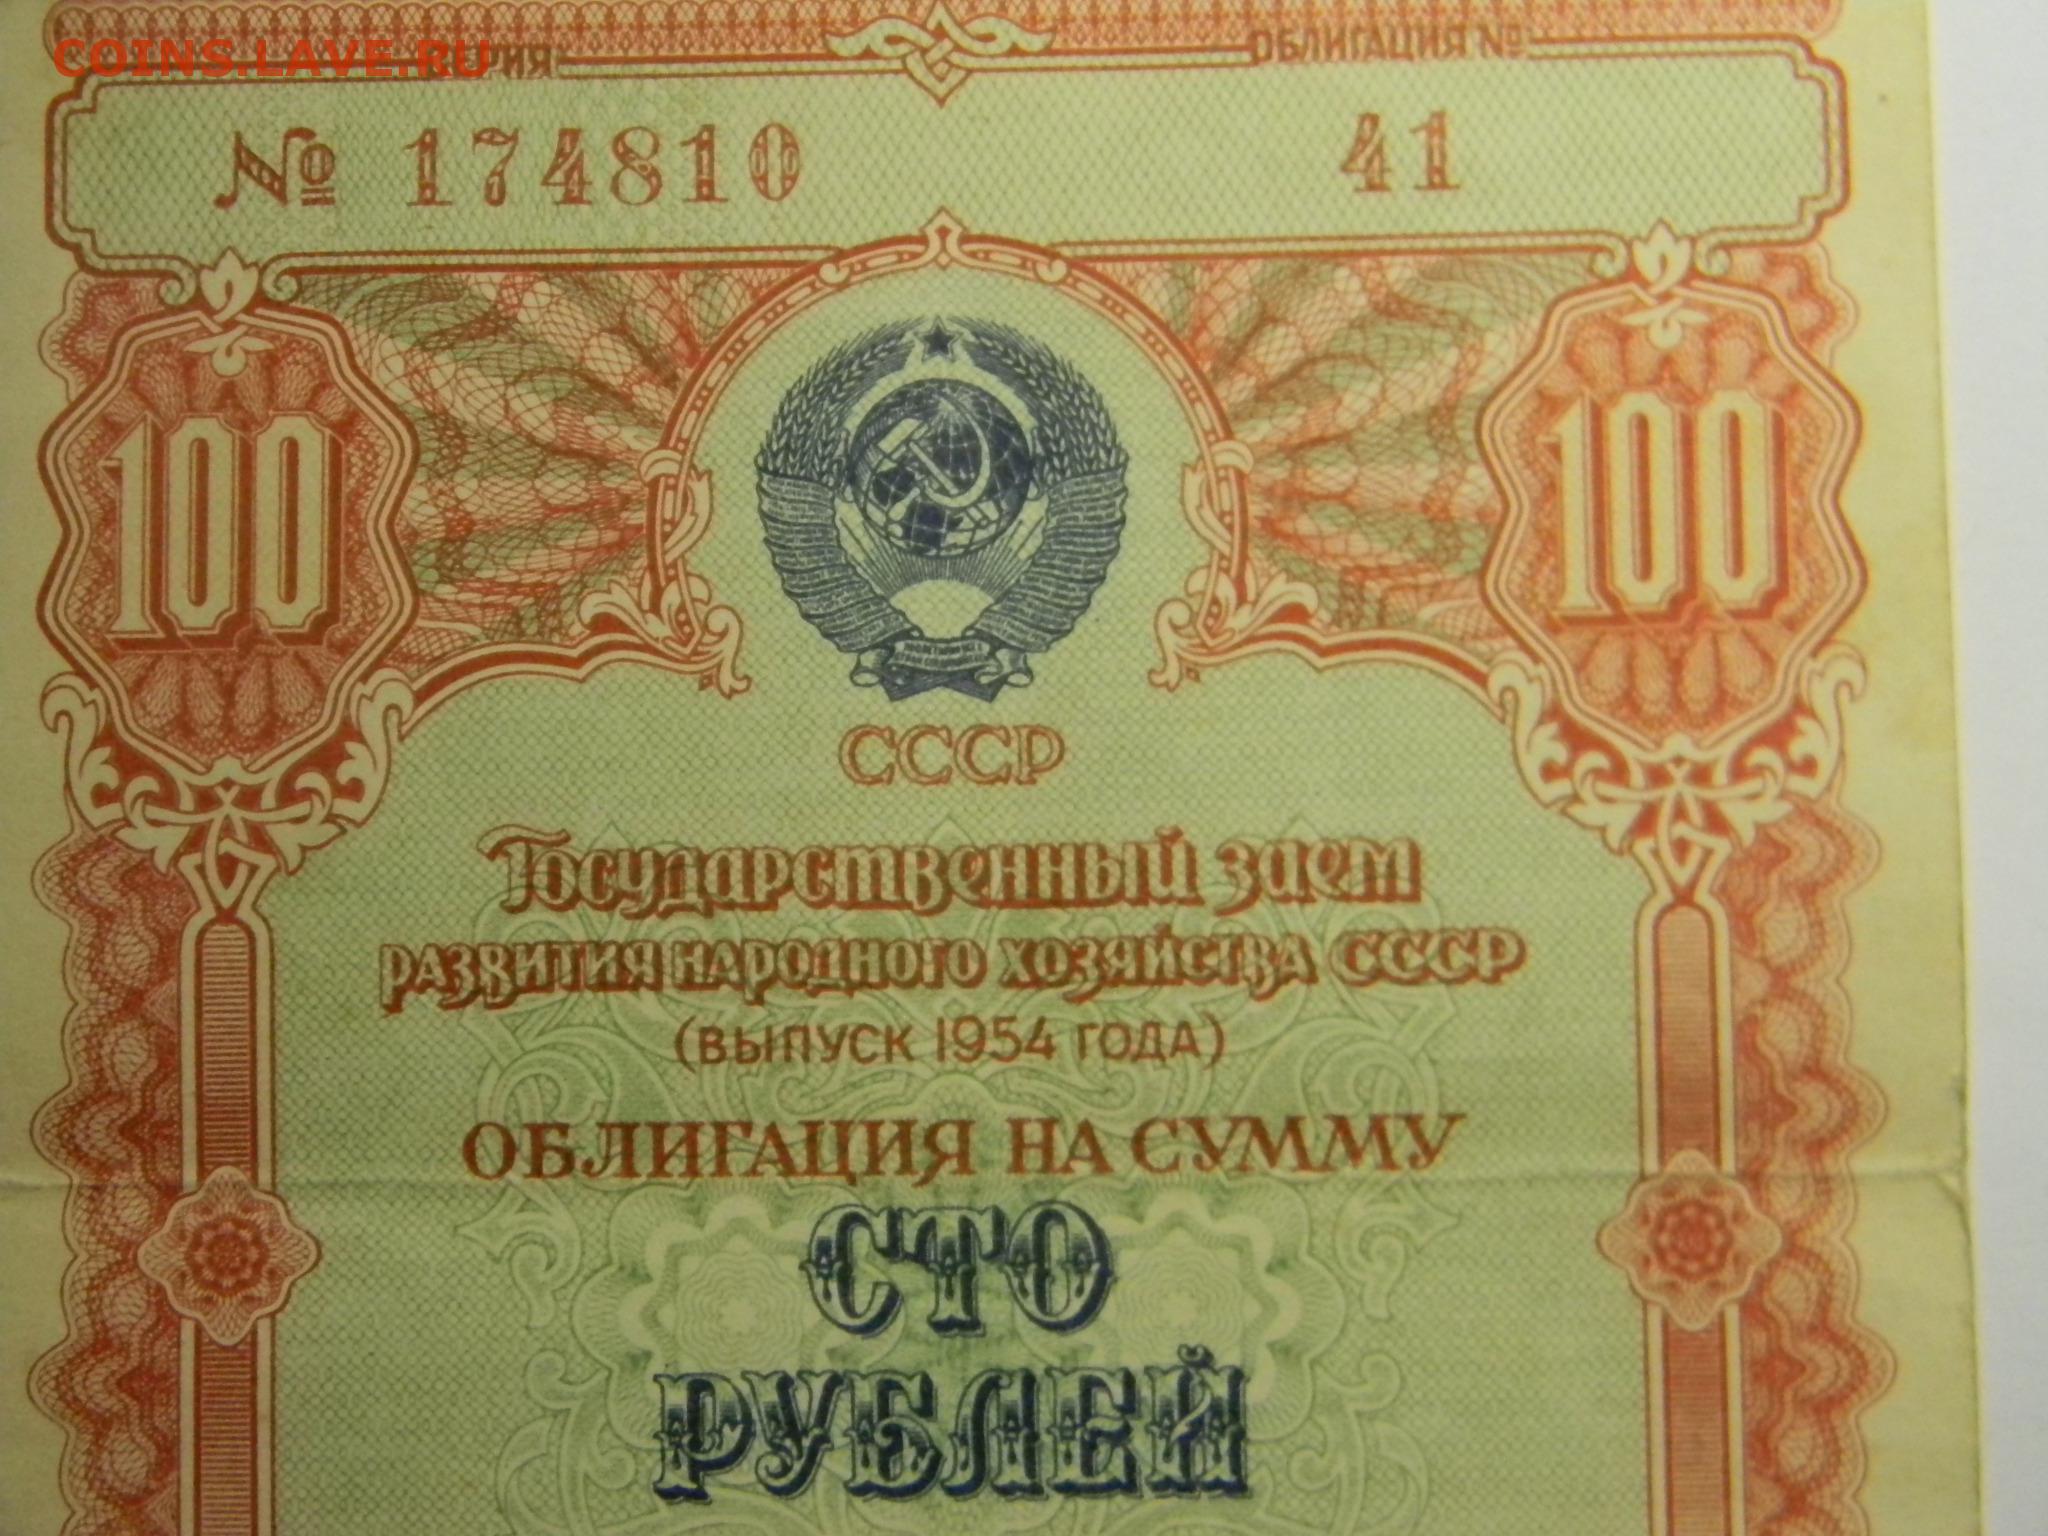 COINS.LAVE.RU
ОБЛИГАЦИЯ №
№ 174810 41
100 100
СССР
Государственный заем
развития народного хозяйства СССР
(ВЫПУСК 1954 ГОДА)
ОБЛИГАЦИЯ НА СУММУ
СТО
РУБЛЕЙ